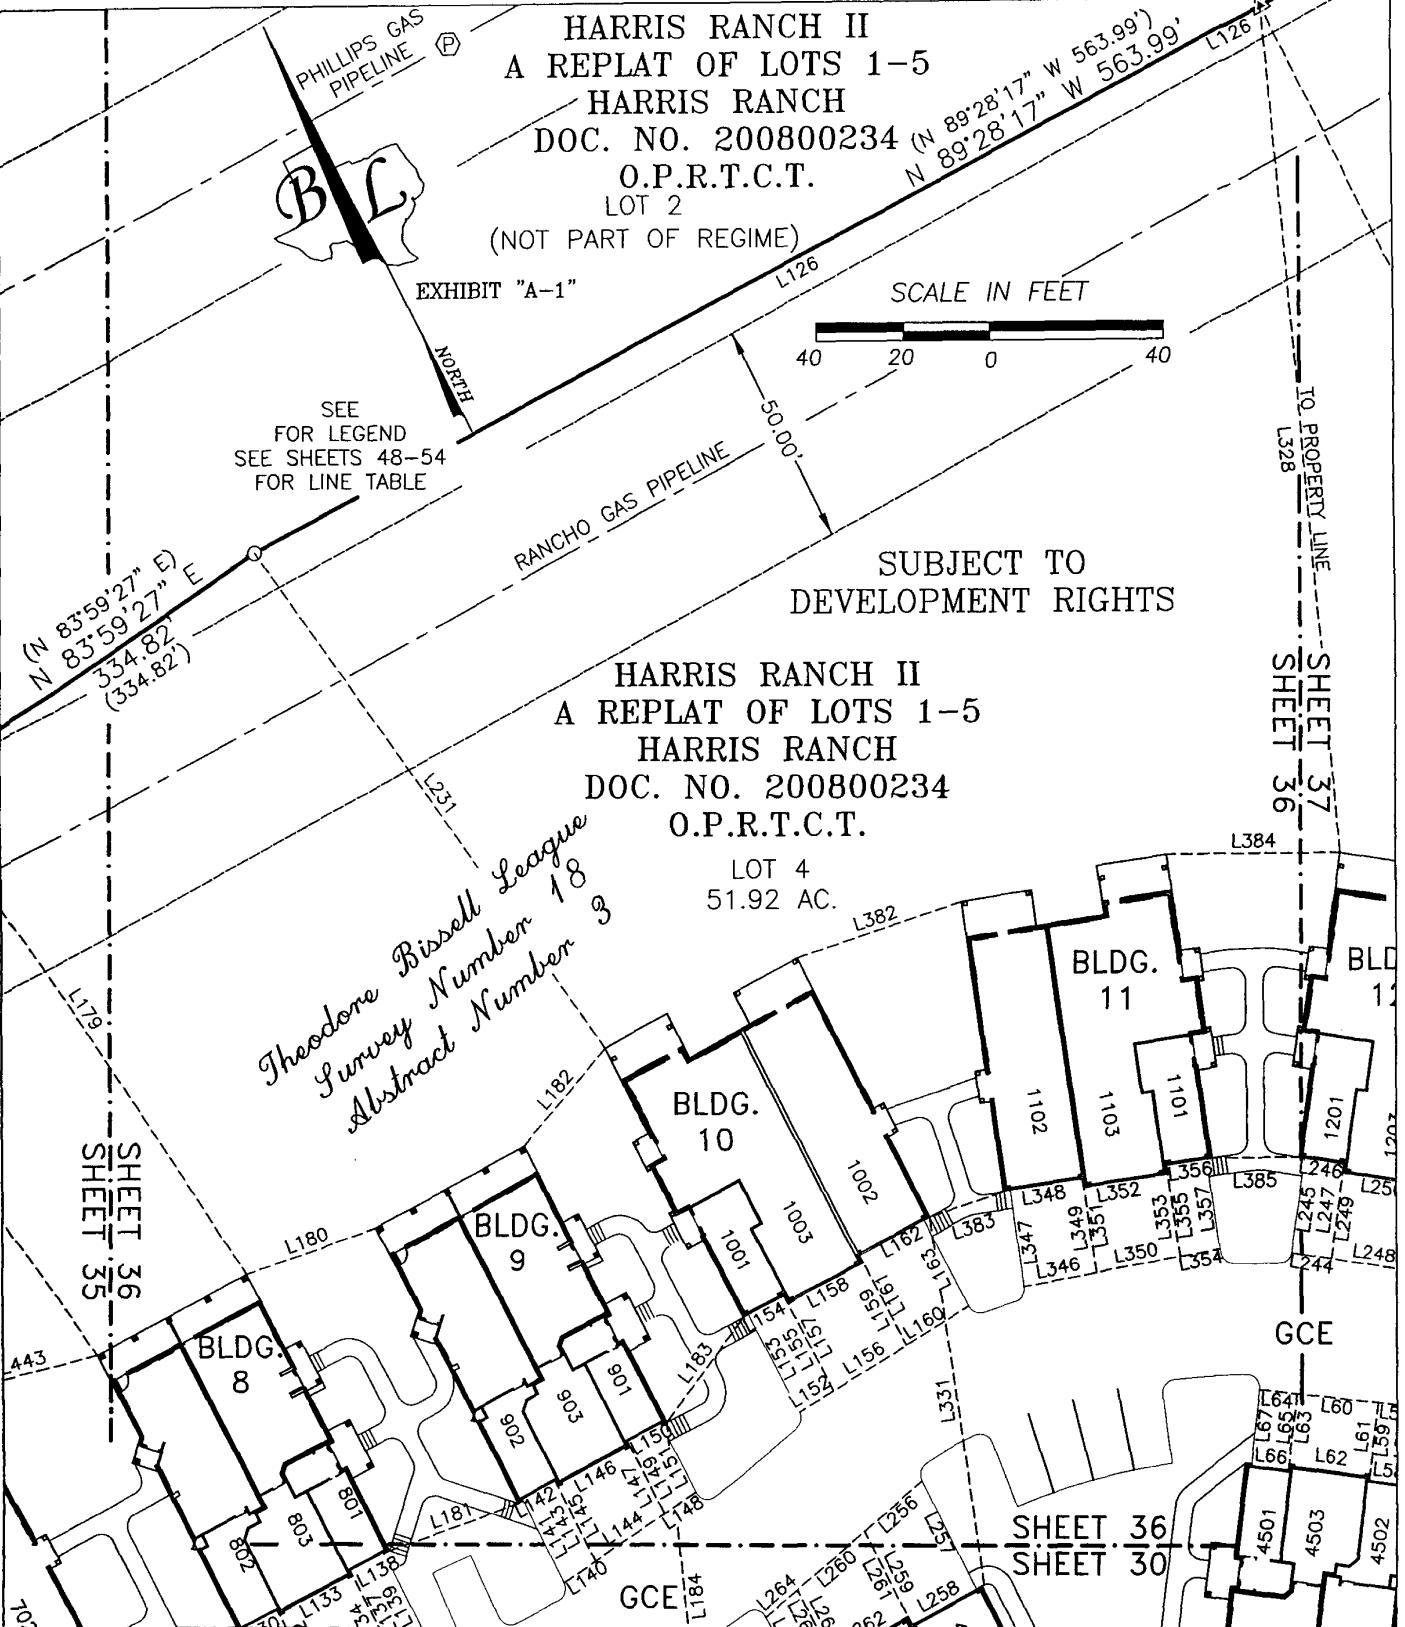 PHILLIPS GAS
PIPELINE
P
HARRIS RANCH II
A REPLAT OF LOTS 1-5
HARRIS RANCH
DOC. NO. 200800234
O.P.R.T.C.T.
LOT 2
(NOT PART OF REGIME)
(N 89°28'17" W 563.99')
N 89°28'17" W 563.99'
L126
L126
B L
EXHIBIT "A-1"
NORTH
SCALE IN FEET
40 20 0 40
SEE
FOR LEGEND
SEE SHEETS 48-54
FOR LINE TABLE
50.00'
RANCHO GAS PIPELINE
TO PROPERTY LINE
L328
(N 83°59'27" E)
N 83°59'27" E
334.82'
(334.82')
SUBJECT TO
DEVELOPMENT RIGHTS
HARRIS RANCH II
A REPLAT OF LOTS 1-5
HARRIS RANCH
DOC. NO. 200800234
O.P.R.T.C.T.
LOT 4
51.92 AC.
SHEET 37
SHEET 36
L231
Theodore Bissell League
Survey Number 18
Abstract Number 3
L179
L384
L382
BLDG.
11
BLD
12
1102
1103
1101
1201
1203
L182
BLDG.
10
1002
1003
1001
SHEET 36
SHEET 35
L180
BLDG.
9
902
903
901
L348
L352
L356
L385
L246
L347
L349
L351
L353
L355
L357
L245
L247
L249
L346
L350
L354
L244
L248
L383
L162
L163
L158
L154
L159
L161
L160
L153
L155
L157
L156
L152
L183
L331
GCE
443
BLDG.
8
802
803
801
L150
L146
L142
L147
L149
L151
L148
L141
L143
L145
L144
L140
L181
L138
L133
L139
L184
GCE
L256
L257
L260
L259
L261
L264
L258
SHEET 36
SHEET 30
L64
L60
L67
L65
L63
L61
L59
L66
L62
4501
4503
4502